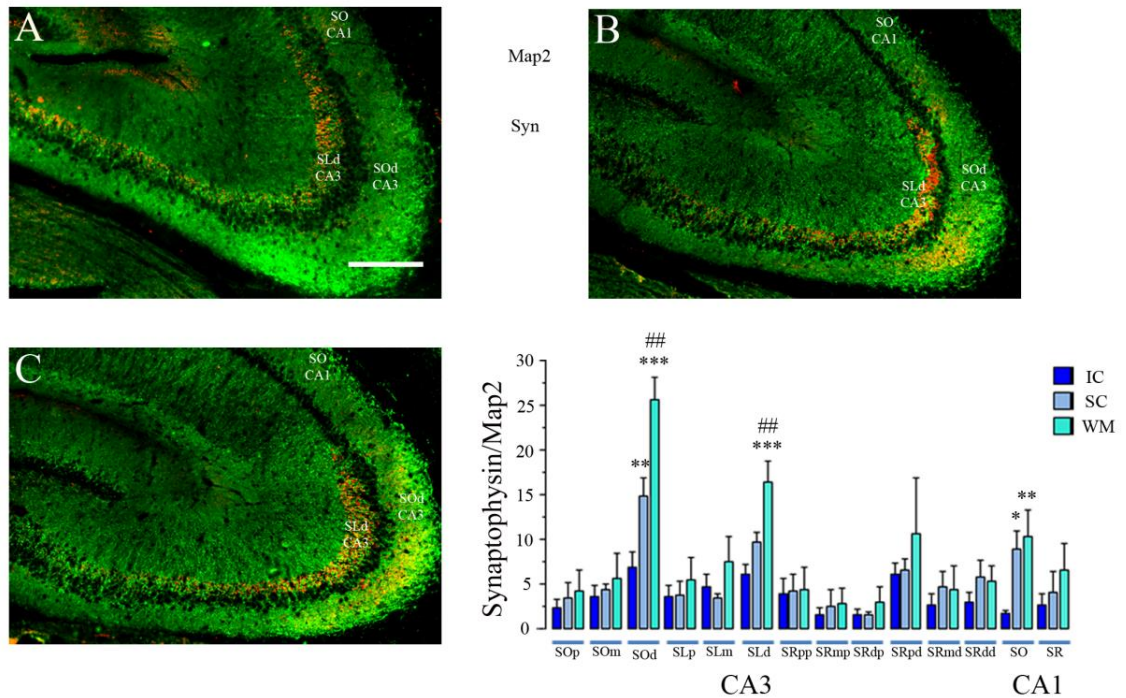 A
SO
CA1
SLd
CA3
SOd
CA3
Map2
Syn
B
SO
CA1
SLd
CA3
SOd
CA3
C
SO
CA1
SLd
CA3
SOd
CA3
Synaptophysin/Map2
30
25
20
15
10
5
0
**
##
***
##
***
*
**
IC
SC
WM
SOp SOm SOd SLp SLm SLd SRpp SRmp SRdp SRpd SRmd SRdd SO SR
CA3 CA1